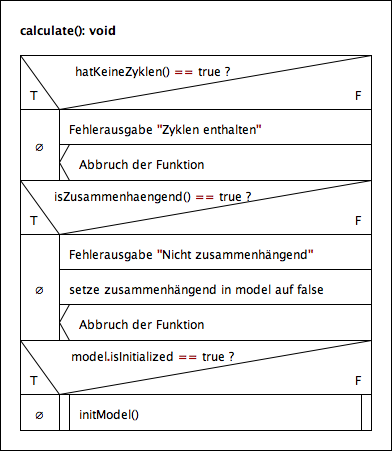 calculate(): void
hatKeineZyklen() == true ?
T F
∅
Fehlerausgabe "Zyklen enthalten"
Abbruch der Funktion
isZusammenhaengend() == true ?
T F
∅
Fehlerausgabe "Nicht zusammenhängend"
setze zusammenhängend in model auf false
Abbruch der Funktion
model.isInitialized == true ?
T F
∅ initModel()